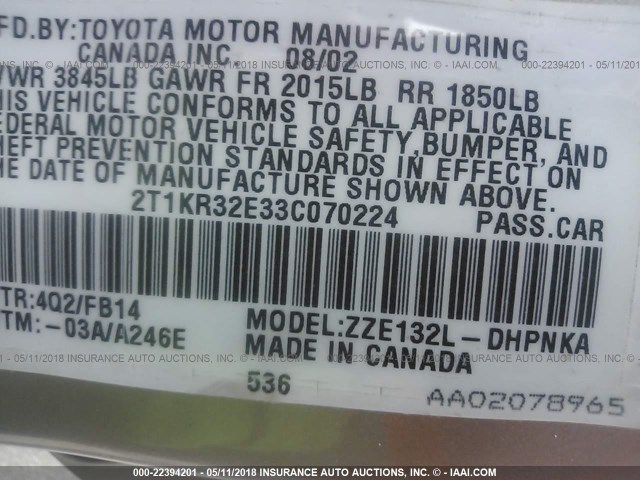 FD.BY:TOYOTA MOTOR MANUFACTURING
CANADA INC. 08/02
VWR 3845LB GAWR FR 2015LB RR 1850LB
HIS VEHICLE CONFORMS TO ALL APPLICABLE
EDERAL MOTOR VEHICLE SAFETY,BUMPER, AND
HEFT PREVENTION STANDARDS IN EFFECT ON
HE DATE OF MANUFACTURE SHOWN ABOVE.
2T1KR32E33C070224 PASS.CAR
TR:4Q2/FB14
TM:-03A/A246E
MODEL:ZZE132L-DHPNKA
MADE IN CANADA
536
AA02078965
000-22394201 - 05/11/2018 INSURANCE AUTO AUCTIONS, INC. - IAAI.COM